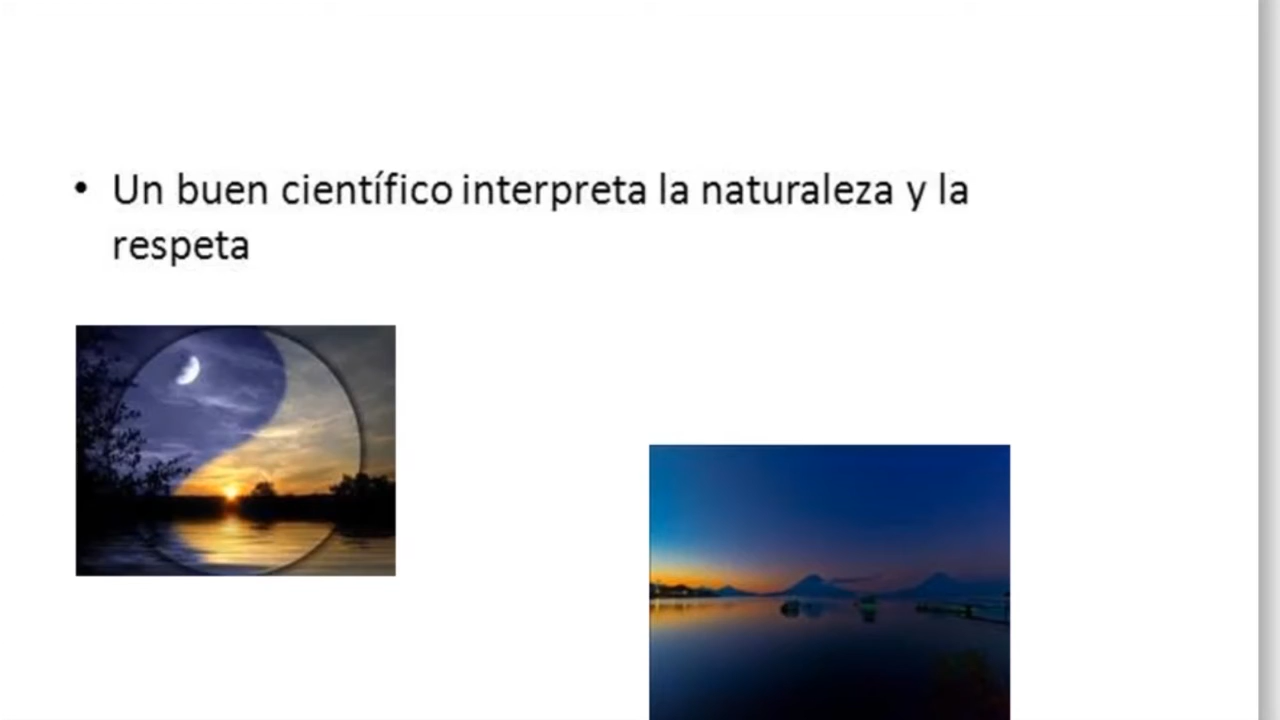 • Un buen científico interpreta la naturaleza y la
respeta